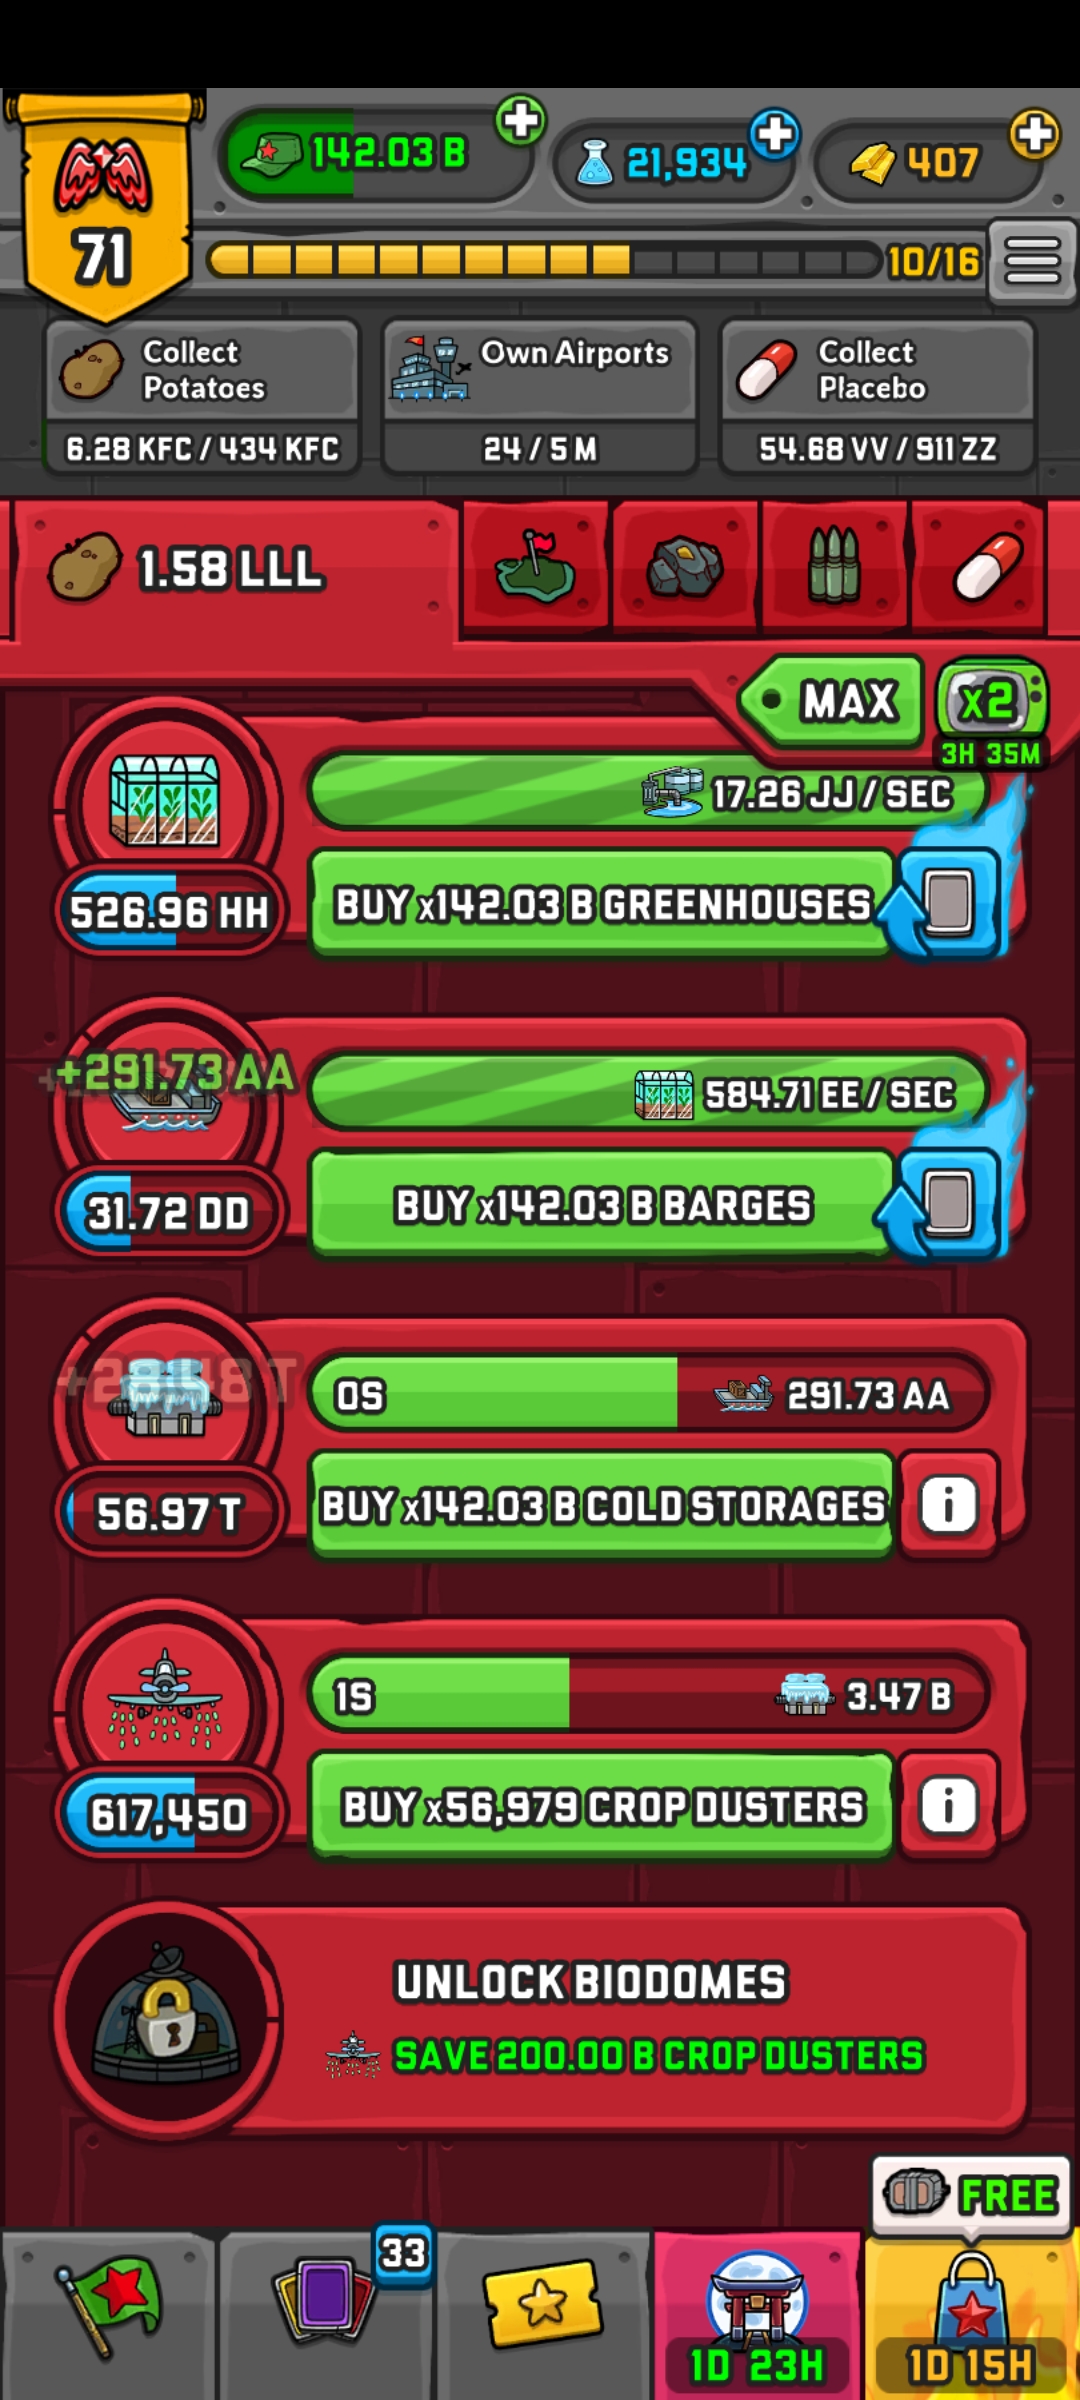 71
142.03 B
21,934
407
10/16
Collect
Potatoes
6.28 KFC / 434 KFC
Own Airports
24 / 5 M
Collect
Placebo
54.68 VV / 911 ZZ
1.58 LLL
MAX
x2
3H 35M
17.26 JJ / SEC
526.96 HH
BUY x142.03 B GREENHOUSES
+291.73 AA
584.71 EE / SEC
31.72 DD
BUY x142.03 B BARGES
0S
291.73 AA
56.97 T
BUY x142.03 B COLD STORAGES
i
1S
3.47 B
617,450
BUY x56,979 CROP DUSTERS
i
UNLOCK BIODOMES
SAVE 200.00 B CROP DUSTERS
FREE
33
1D 23H
1D 15H